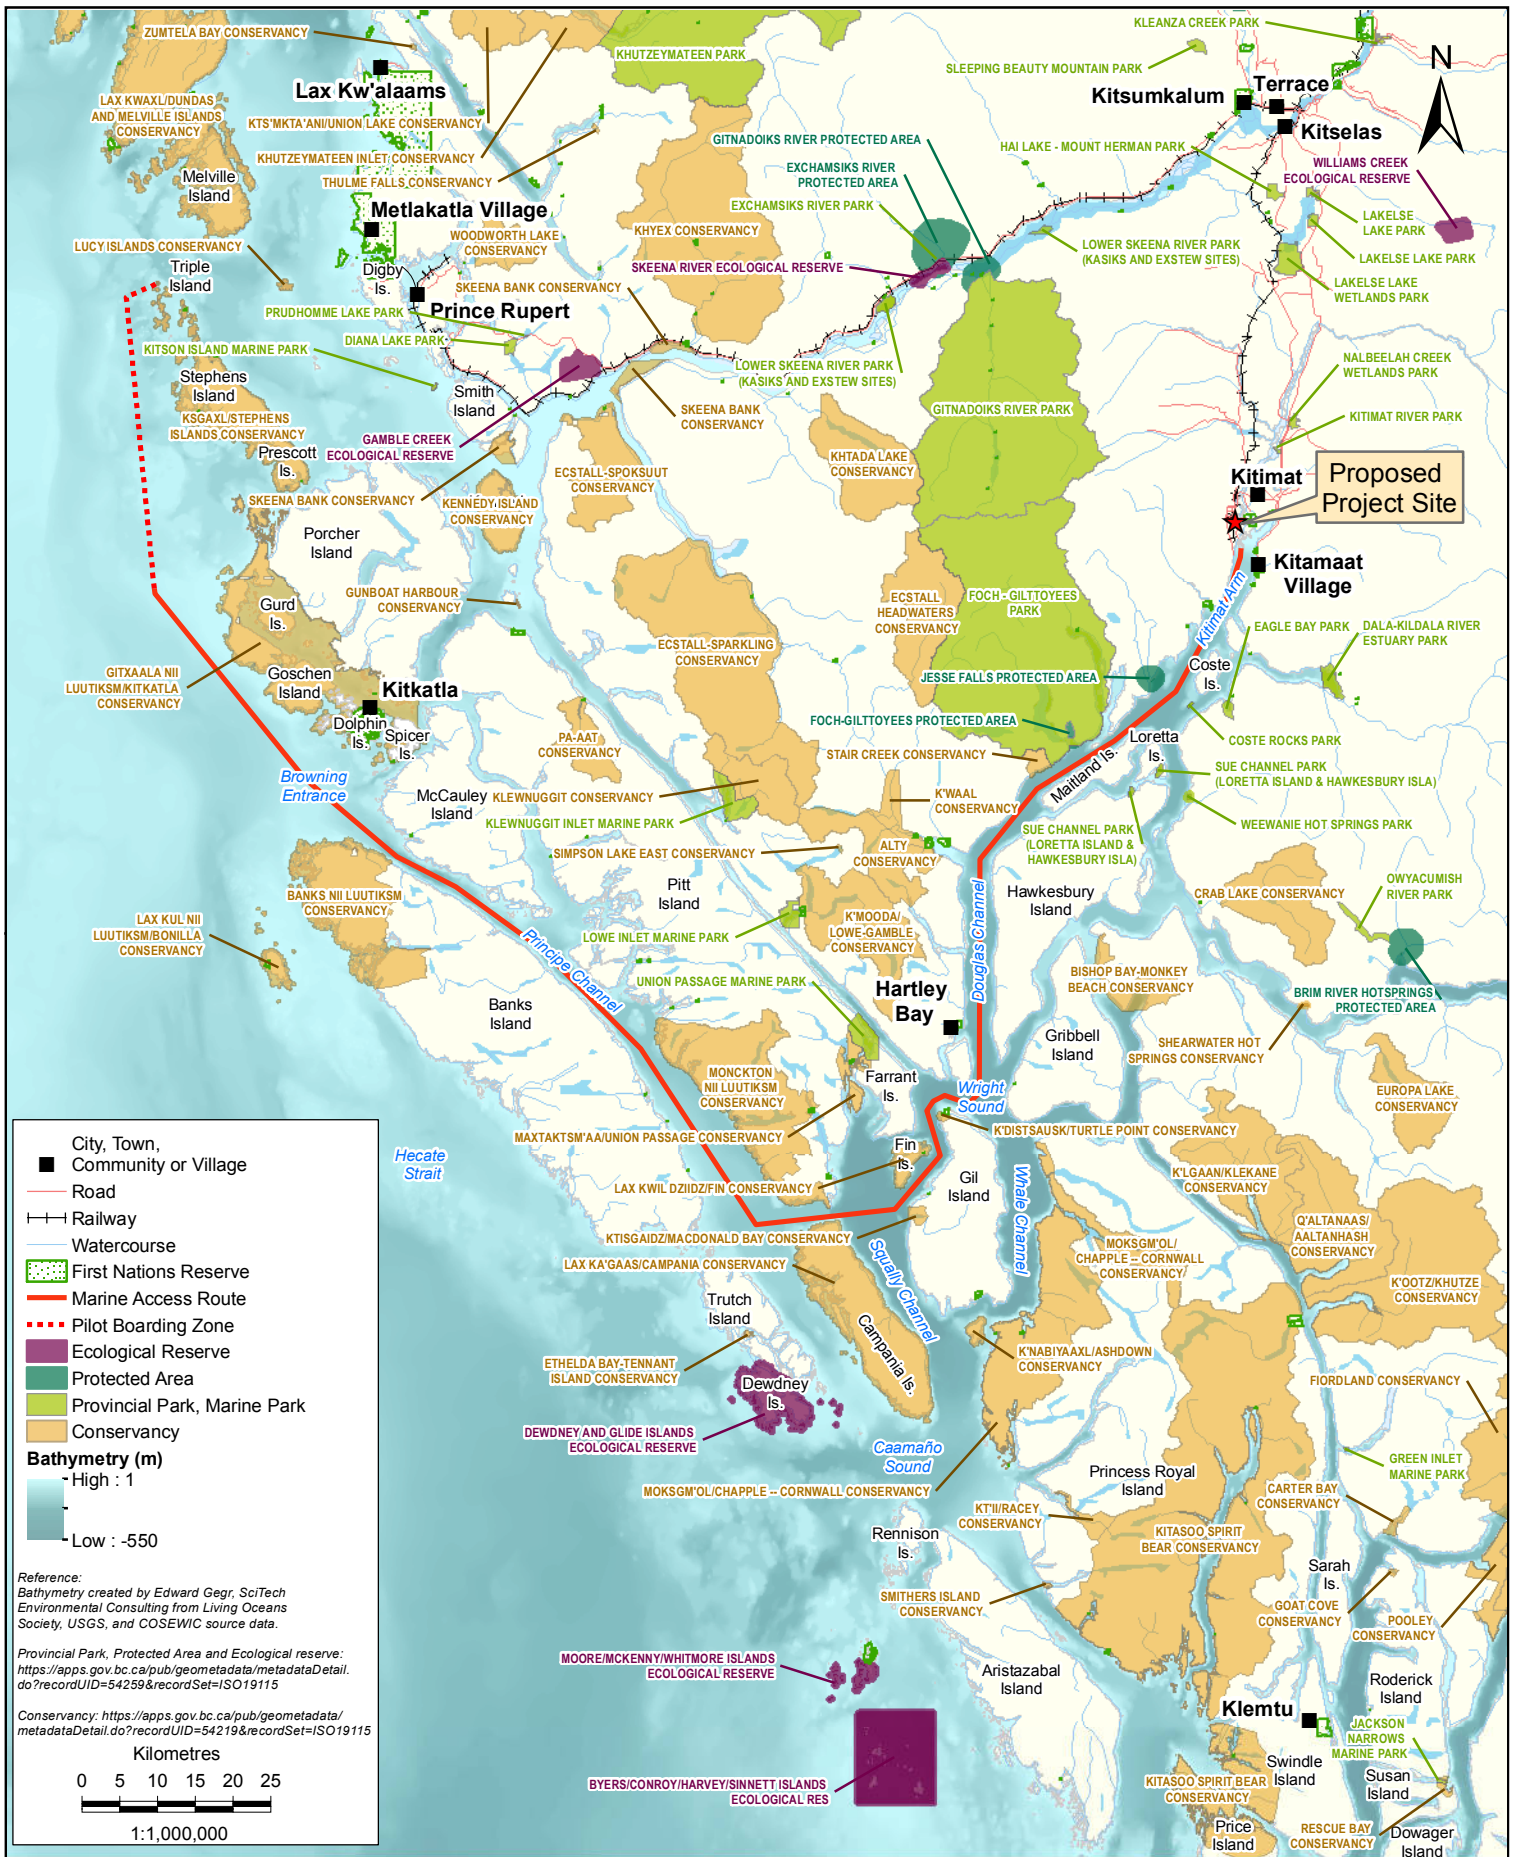 ZUMTELA BAY CONSERVANCY
KHUTZEYMATEEN PARK
KLEANZA CREEK PARK
SLEEPING BEAUTY MOUNTAIN PARK
N
Lax Kw'alaams
Kitsumkalum
Terrace
Kitselas
LAX KWAXL/DUNDAS
AND MELVILLE ISLANDS
CONSERVANCY
KTS'MKTA'ANI/UNION LAKE CONSERVANCY
KHUTZEYMATEEN INLET CONSERVANCY
THULME FALLS CONSERVANCY
GITNADOIKS RIVER PROTECTED AREA
EXCHAMSIKS RIVER
PROTECTED AREA
EXCHAMSIKS RIVER PARK
HAI LAKE - MOUNT HERMAN PARK
WILLIAMS CREEK
ECOLOGICAL RESERVE
Melville
Island
Metlakatla Village
WOODWORTH LAKE
CONSERVANCY
KHYEX CONSERVANCY
LAKELSE
LAKE PARK
LUCY ISLANDS CONSERVANCY
Triple
Island
Digby
Is.
SKEENA RIVER ECOLOGICAL RESERVE
LOWER SKEENA RIVER PARK
(KASIKS AND EXSTEW SITES)
LAKELSE LAKE PARK
LAKELSE LAKE
WETLANDS PARK
SKEENA BANK CONSERVANCY
Prince Rupert
PRUDHOMME LAKE PARK
DIANA LAKE PARK
KITSON ISLAND MARINE PARK
Stephens
Island
Smith
Island
LOWER SKEENA RIVER PARK
(KASIKS AND EXSTEW SITES)
NALBEELAH CREEK
WETLANDS PARK
KSGAXL/STEPHENS
ISLANDS CONSERVANCY
SKEENA BANK
CONSERVANCY
GITNADOIKS RIVER PARK
KITIMAT RIVER PARK
GAMBLE CREEK
ECOLOGICAL RESERVE
Prescott
Is.
ECSTALL-SPOKSUUT
CONSERVANCY
KHTADA LAKE
CONSERVANCY
Kitimat
Proposed
Project Site
SKEENA BANK CONSERVANCY
KENNEDY ISLAND
CONSERVANCY
Porcher
Island
Kitamaat
Village
GUNBOAT HARBOUR
CONSERVANCY
Gurd
Is.
ECSTALL
HEADWATERS
CONSERVANCY
FOCH - GILTTOYEES
PARK
Kitimat Arm
EAGLE BAY PARK
DALA-KILDALA RIVER
ESTUARY PARK
ECSTALL-SPARKLING
CONSERVANCY
GITXAALA NII
LUUTIKSM/KITKATLA
CONSERVANCY
Goschen
Island
Kitkatla
JESSE FALLS PROTECTED AREA
Coste
Is.
Dolphin
Is.
Spicer
Is.
PA-AAT
CONSERVANCY
FOCH-GILTTOYEES PROTECTED AREA
STAIR CREEK CONSERVANCY
Loretta
Is.
COSTE ROCKS PARK
Maitland Is.
SUE CHANNEL PARK
(LORETTA ISLAND & HAWKESBURY ISLA)
Browning
Entrance
McCauley
Island
KLEWNUGGIT CONSERVANCY
KLEWNUGGIT INLET MARINE PARK
K'WAAL
CONSERVANCY
WEEWANIE HOT SPRINGS PARK
SUE CHANNEL PARK
(LORETTA ISLAND &
HAWKESBURY ISLA)
SIMPSON LAKE EAST CONSERVANCY
ALTY
CONSERVANCY
Pitt
Island
BANKS NII LUUTIKSM
CONSERVANCY
Hawkesbury
Island
CRAB LAKE CONSERVANCY
OWYACUMISH
RIVER PARK
LAX KUL NII
LUUTIKSM/BONILLA
CONSERVANCY
K'MOODA/
LOWE-GAMBLE
CONSERVANCY
LOWE INLET MARINE PARK
Principe Channel
Douglas Channel
UNION PASSAGE MARINE PARK
BISHOP BAY-MONKEY
BEACH CONSERVANCY
Hartley
Bay
BRIM RIVER HOTSPRINGS
PROTECTED AREA
Banks
Island
Gribbell
Island
SHEARWATER HOT
SPRINGS CONSERVANCY
MONCKTON
NII LUUTIKSM
CONSERVANCY
Farrant
Is.
Wright
Sound
EUROPA LAKE
CONSERVANCY
MAXTAKTSM'AA/UNION PASSAGE CONSERVANCY
K'DISTSAUSK/TURTLE POINT CONSERVANCY
Hecate
Strait
Fin
Is.
LAX KWIL DZIIDZ/FIN CONSERVANCY
Gil
Island
Whale Channel
K'LGAAN/KLEKANE
CONSERVANCY
KTISGAIDZ/MACDONALD BAY CONSERVANCY
Q'ALTANAAS/
AALTANHASH
CONSERVANCY
LAX KA'GAAS/CAMPANIA CONSERVANCY
Squally Channel
MOKSGM'OL/
CHAPPLE -- CORNWALL
CONSERVANCY
K'OOTZ/KHUTZE
CONSERVANCY
Trutch
Island
Campania Is.
K'NABIYAAXL/ASHDOWN
CONSERVANCY
ETHELDA BAY-TENNANT
ISLAND CONSERVANCY
Dewdney
Is.
FIORDLAND CONSERVANCY
DEWDNEY AND GLIDE ISLANDS
ECOLOGICAL RESERVE
Caamaño
Sound
GREEN INLET
MARINE PARK
MOKSGM'OL/CHAPPLE -- CORNWALL CONSERVANCY
Princess Royal
Island
CARTER BAY
CONSERVANCY
KT'II/RACEY
CONSERVANCY
Rennison
Is.
KITASOO SPIRIT
BEAR CONSERVANCY
Sarah
Is.
SMITHERS ISLAND
CONSERVANCY
GOAT COVE
CONSERVANCY
POOLEY
CONSERVANCY
MOORE/MCKENNY/WHITMORE ISLANDS
ECOLOGICAL RESERVE
Aristazabal
Island
Roderick
Island
Klemtu
JACKSON
NARROWS
MARINE PARK
Swindle
Island
BYERS/CONROY/HARVEY/SINNETT ISLANDS
ECOLOGICAL RES
KITASOO SPIRIT BEAR
CONSERVANCY
Susan
Island
Price
Island
RESCUE BAY
CONSERVANCY
Dowager
Island
City, Town,
Community or Village
Road
Railway
Watercourse
First Nations Reserve
Marine Access Route
Pilot Boarding Zone
Ecological Reserve
Protected Area
Provincial Park, Marine Park
Conservancy
Bathymetry (m)
High : 1
Low : -550
Reference:
Bathymetry created by Edward Gegr, SciTech
Environmental Consulting from Living Oceans
Society, USGS, and COSEWIC source data.
Provincial Park, Protected Area and Ecological reserve:
https://apps.gov.bc.ca/pub/geometadata/metadataDetail.
do?recordUID=54259&recordSet=ISO19115
Conservancy: https://apps.gov.bc.ca/pub/geometadata/
metadataDetail.do?recordUID=54219&recordSet=ISO19115
Kilometres
0 5 10 15 20 25
1:1,000,000